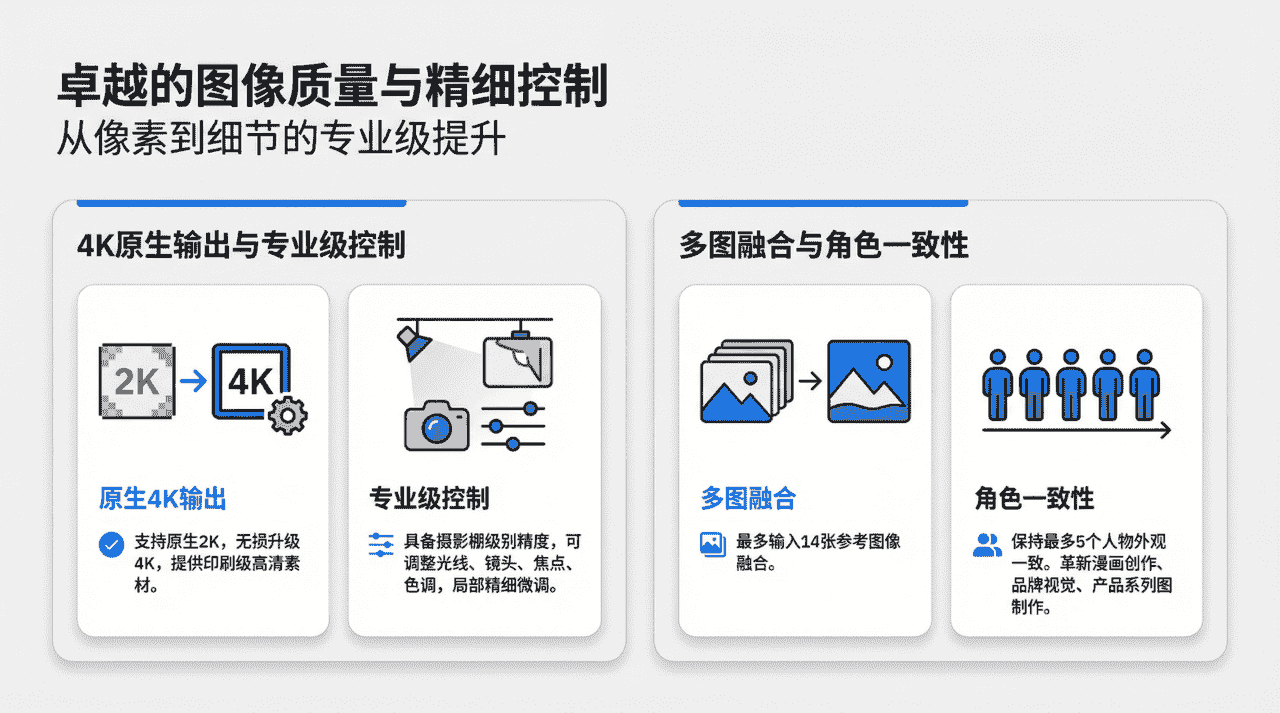 卓越的图像质量与精细控制
从像素到细节的专业级提升
4K原生输出与专业级控制
2K
4K
原生4K输出
支持原生2K，无损升级
4K，提供印刷级高清素
材。
专业级控制
具备摄影棚级别精度，可
调整光线、镜头、焦点、
色调，局部精细微调。
多图融合与角色一致性
多图融合
最多输入14张参考图像
融合。
角色一致性
保持最多5个人物外观
一致。革新漫画创作、
品牌视觉、产品系列图
制作。